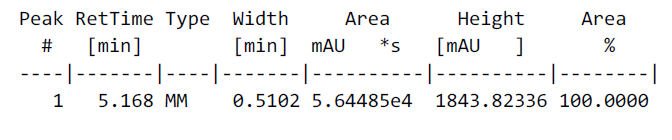 Peak RetTime Type  Width     Area      Height     Area
  #   [min]        [min]  mAU   *s   [mAU   ]      %
----|-------|----|-------|----------|----------|--------|
   1   5.168 MM    0.5102 5.64485e4  1843.82336 100.0000